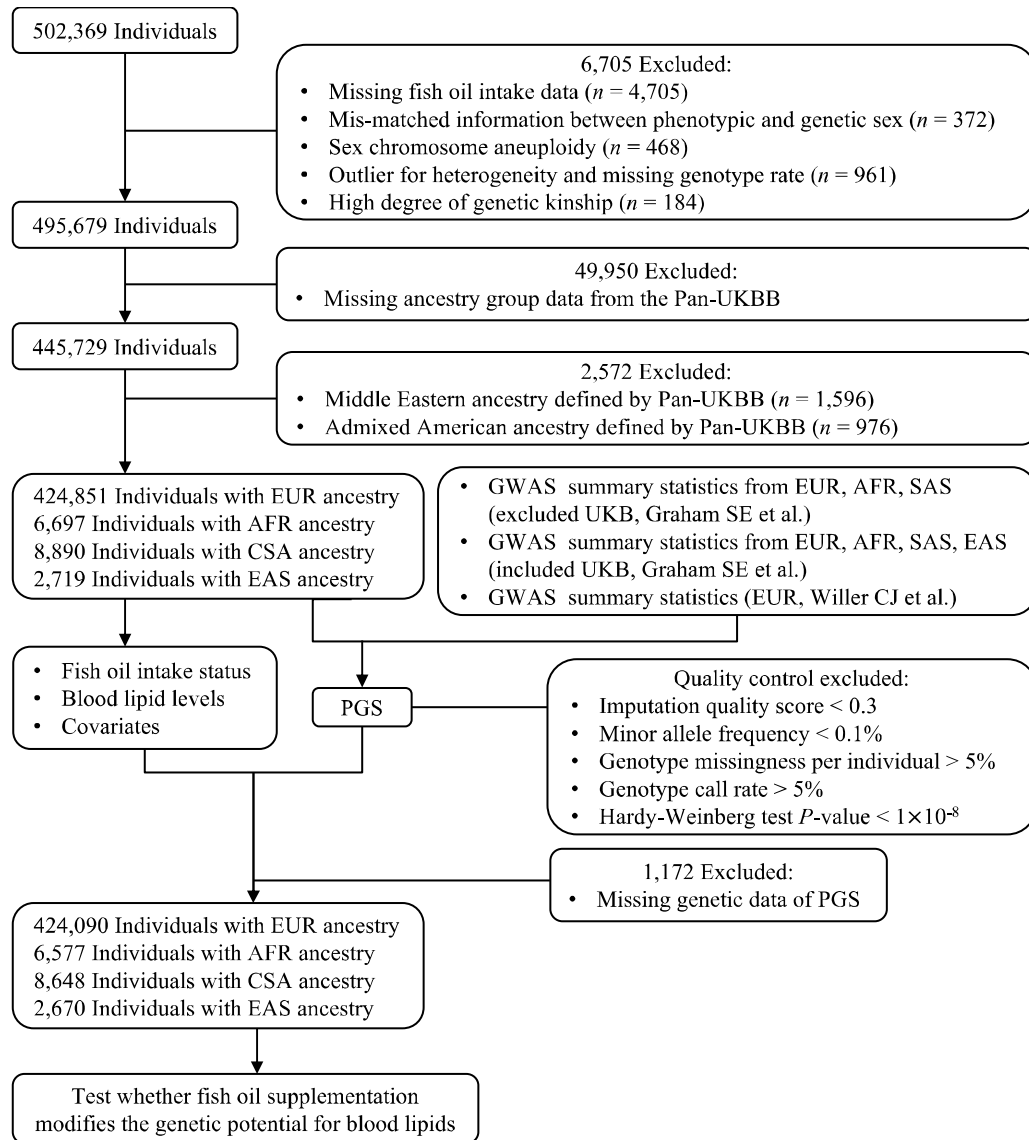 502,369 Individuals
6,705 Excluded:
• Missing fish oil intake data (n = 4,705)
• Mis-matched information between phenotypic and genetic sex (n = 372)
• Sex chromosome aneuploidy (n = 468)
• Outlier for heterogeneity and missing genotype rate (n = 961)
• High degree of genetic kinship (n = 184)
495,679 Individuals
49,950 Excluded:
• Missing ancestry group data from the Pan-UKBB
445,729 Individuals
2,572 Excluded:
• Middle Eastern ancestry defined by Pan-UKBB (n = 1,596)
• Admixed American ancestry defined by Pan-UKBB (n = 976)
424,851 Individuals with EUR ancestry
6,697 Individuals with AFR ancestry
8,890 Individuals with CSA ancestry
2,719 Individuals with EAS ancestry
• GWAS summary statistics from EUR, AFR, SAS
(excluded UKB, Graham SE et al.)
• GWAS summary statistics from EUR, AFR, SAS, EAS
(included UKB, Graham SE et al.)
• GWAS summary statistics (EUR, Willer CJ et al.)
• Fish oil intake status
• Blood lipid levels
• Covariates
PGS
Quality control excluded:
• Imputation quality score < 0.3
• Minor allele frequency < 0.1%
• Genotype missingness per individual > 5%
• Genotype call rate > 5%
• Hardy-Weinberg test P-value < 1×10⁻⁸
1,172 Excluded:
• Missing genetic data of PGS
424,090 Individuals with EUR ancestry
6,577 Individuals with AFR ancestry
8,648 Individuals with CSA ancestry
2,670 Individuals with EAS ancestry
Test whether fish oil supplementation
modifies the genetic potential for blood lipids